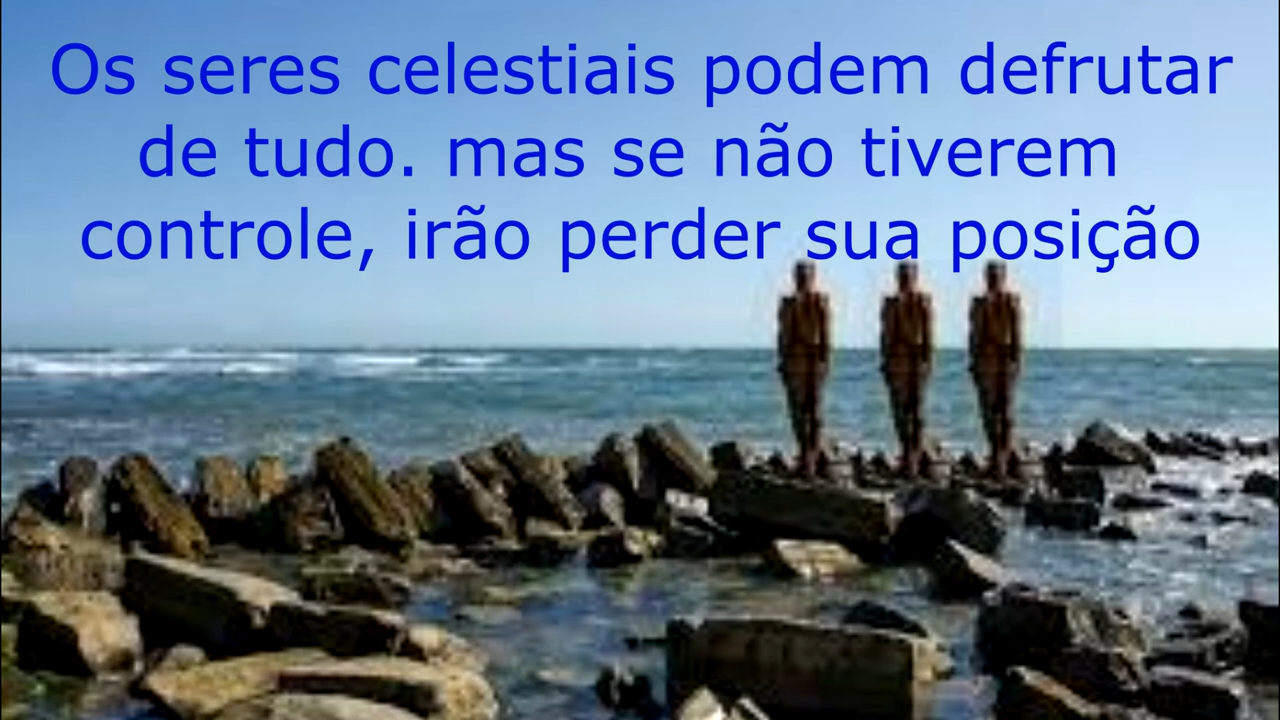 Os seres celestiais podem defrutar
de tudo. mas se não tiverem
controle, irão perder sua posição